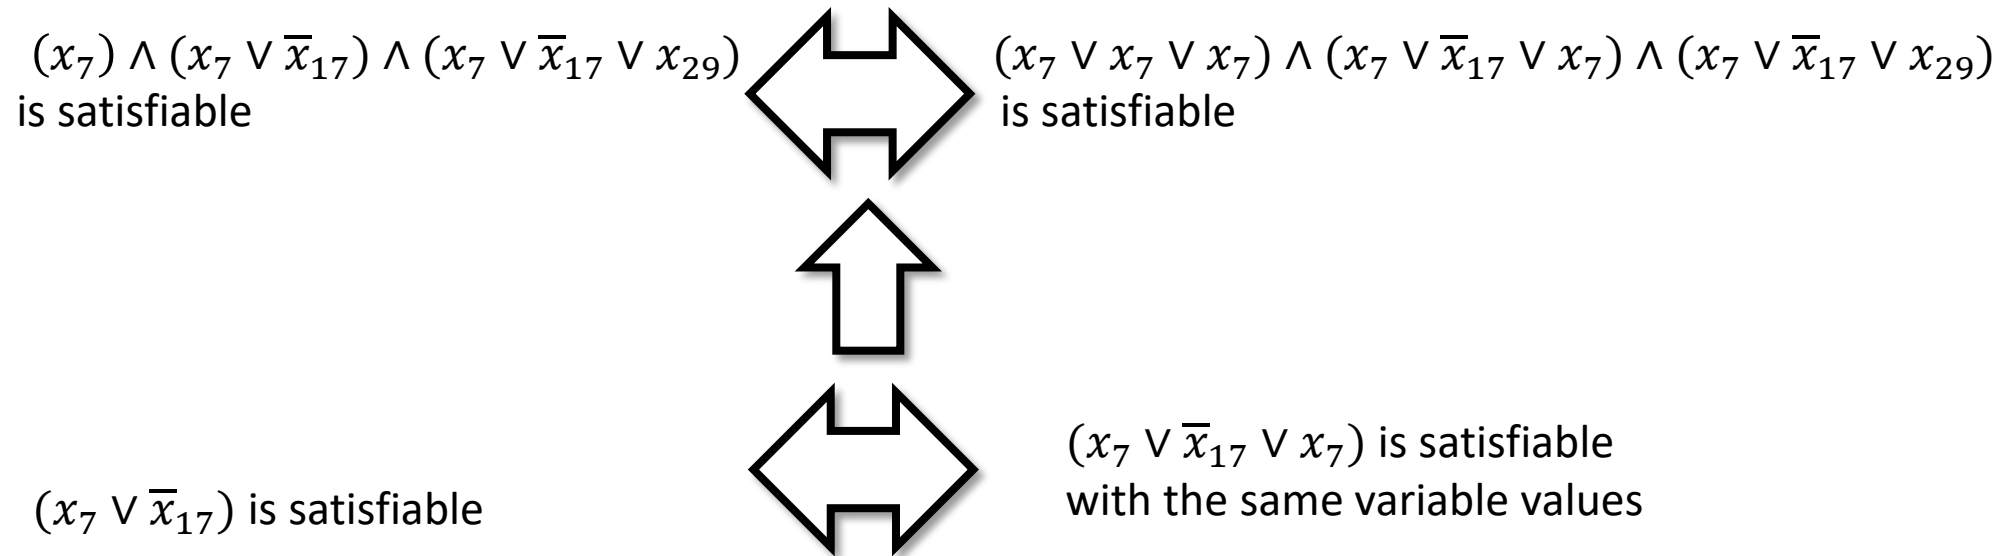 (𝑥₇) ∧ (𝑥₇ ∨ 𝑥̅₁₇) ∧ (𝑥₇ ∨ 𝑥̅₁₇ ∨ 𝑥₂₉)
is satisfiable
(𝑥₇ ∨ 𝑥₇ ∨ 𝑥₇) ∧ (𝑥₇ ∨ 𝑥̅₁₇ ∨ 𝑥₇) ∧ (𝑥₇ ∨ 𝑥̅₁₇ ∨ 𝑥₂₉)
is satisfiable
(𝑥₇ ∨ 𝑥̅₁₇) is satisfiable
(𝑥₇ ∨ 𝑥̅₁₇ ∨ 𝑥₇) is satisfiable
with the same variable values